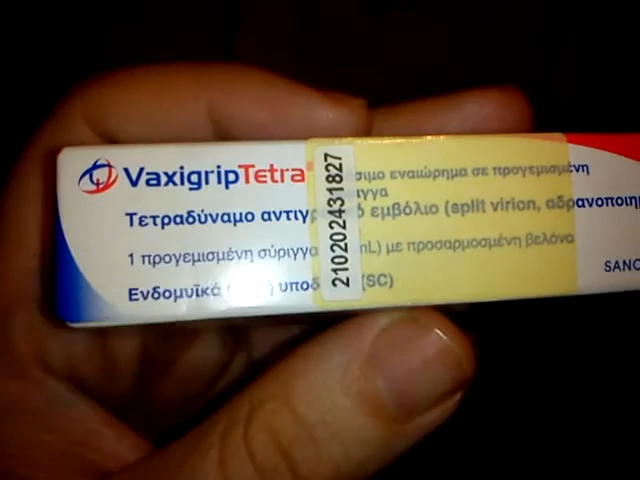 VaxigripTetra
σιμο εναιώρημα σε προγεμισμένη
ιγγα
Τετραδύναμο αντιγ ό εμβόλιο (split virion, αδρανοποιη
1 προγεμισμένη σύριγγα mL) με προσαρμοσμένη βελόνα
Ενδομυϊκά ή υποδ (SC)
SANO
210202431827